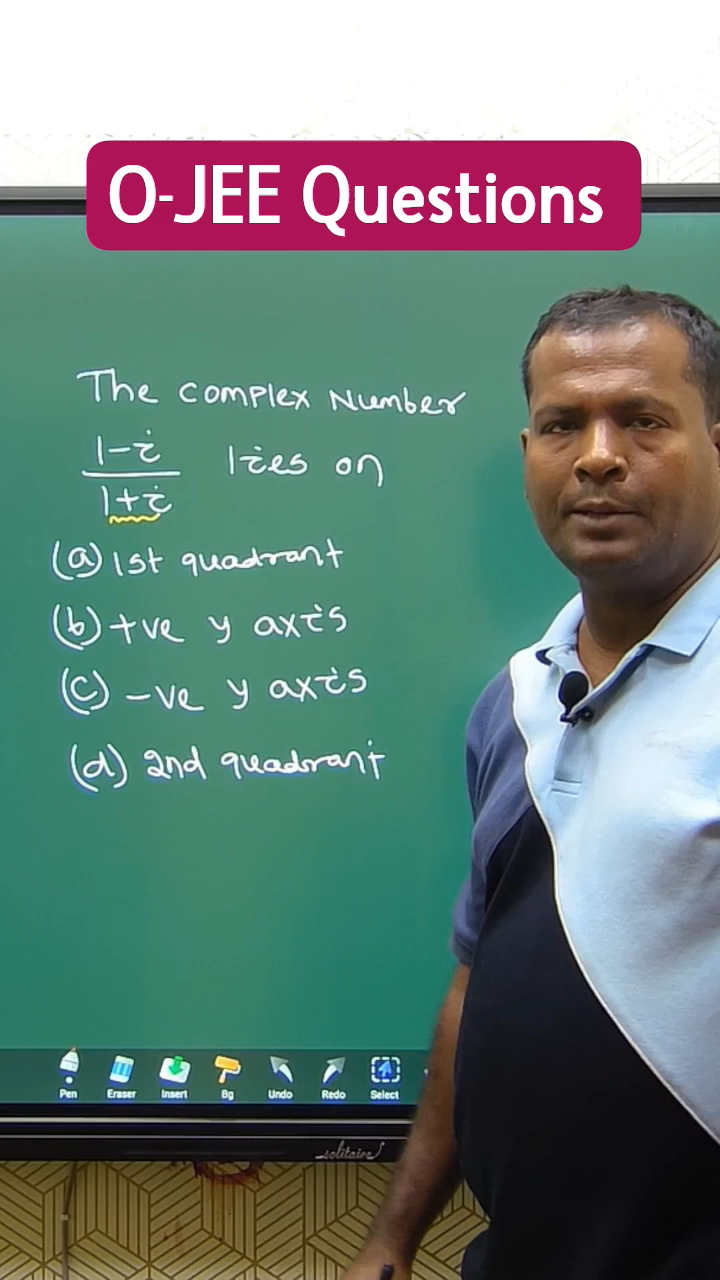 O-JEE Questions
The Complex Number
1-i
1+i
lies on
(a) 1st quadrant
(b) +ve y axis
(c) -ve y axis
(d) 2nd quadrant
Pen Eraser Insert Bg Undo Redo Select
solitaire